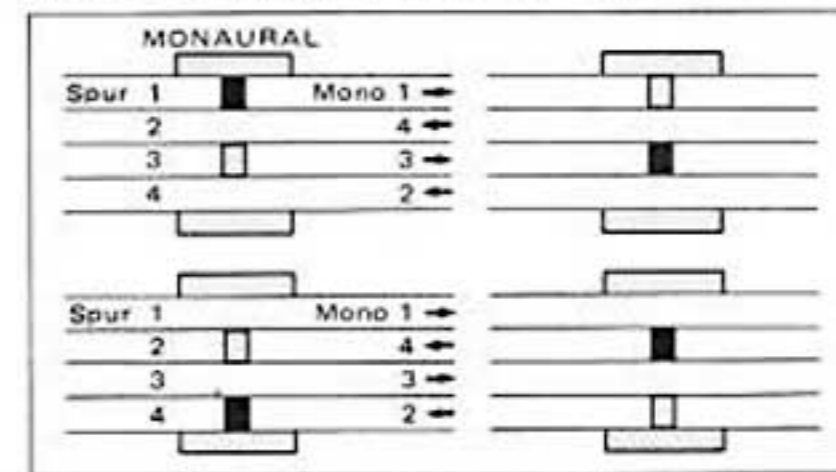 MONAURAL
Spur 1 Mono 1 ←
2 4 ←
3 3 →
4 2 ←
Spur 1 Mono 1 →
2 4 ←
3 3 →
4 2 ←